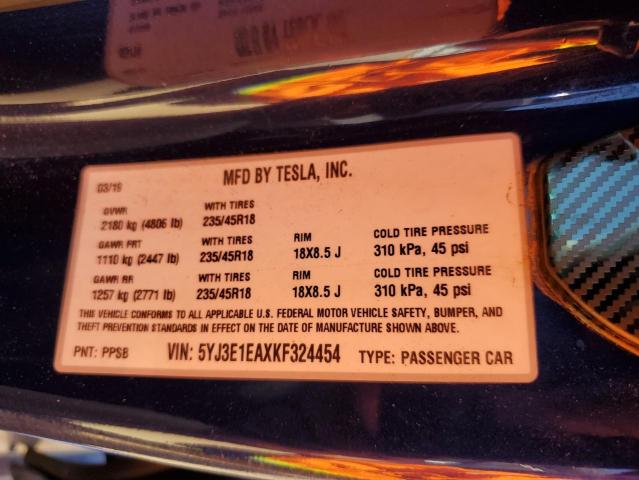 MFD BY TESLA, INC.
03/19
GVWR
2180 kg (4806 lb)
WITH TIRES
235/45R18
GAWR FRT
1110 kg (2447 lb)
WITH TIRES
235/45R18
RIM
18X8.5 J
COLD TIRE PRESSURE
310 kPa, 45 psi
GAWR RR
1257 kg (2771 lb)
WITH TIRES
235/45R18
RIM
18X8.5 J
COLD TIRE PRESSURE
310 kPa, 45 psi
THIS VEHICLE CONFORMS TO ALL APPLICABLE U.S. FEDERAL MOTOR VEHICLE SAFETY, BUMPER, AND
THEFT PREVENTION STANDARDS IN EFFECT ON THE DATE OF MANUFACTURE SHOWN ABOVE.
PNT: PPSB
VIN: 5YJ3E1EAXKF324454
TYPE: PASSENGER CAR